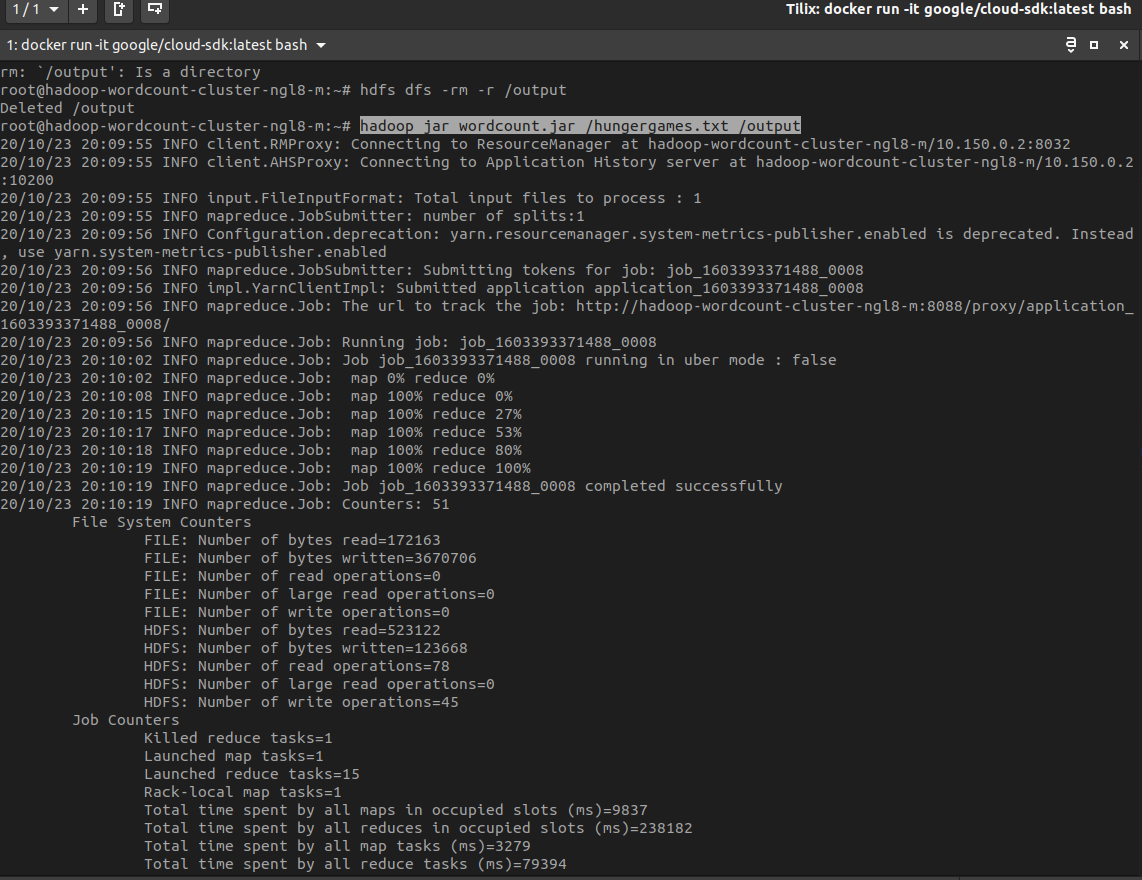 1 / 1
Tilix: docker run -it google/cloud-sdk:latest bash
1: docker run -it google/cloud-sdk:latest bash
rm: `/output': Is a directory
root@hadoop-wordcount-cluster-ngl8-m:~# hdfs dfs -rm -r /output
Deleted /output
root@hadoop-wordcount-cluster-ngl8-m:~# hadoop jar wordcount.jar /hungergames.txt /output
20/10/23 20:09:55 INFO client.RMProxy: Connecting to ResourceManager at hadoop-wordcount-cluster-ngl8-m/10.150.0.2:8032
20/10/23 20:09:55 INFO client.AHSProxy: Connecting to Application History server at hadoop-wordcount-cluster-ngl8-m/10.150.0.2
:10200
20/10/23 20:09:55 INFO input.FileInputFormat: Total input files to process : 1
20/10/23 20:09:55 INFO mapreduce.JobSubmitter: number of splits:1
20/10/23 20:09:56 INFO Configuration.deprecation: yarn.resourcemanager.system-metrics-publisher.enabled is deprecated. Instead
, use yarn.system-metrics-publisher.enabled
20/10/23 20:09:56 INFO mapreduce.JobSubmitter: Submitting tokens for job: job_1603393371488_0008
20/10/23 20:09:56 INFO impl.YarnClientImpl: Submitted application application_1603393371488_0008
20/10/23 20:09:56 INFO mapreduce.Job: The url to track the job: http://hadoop-wordcount-cluster-ngl8-m:8088/proxy/application_
1603393371488_0008/
20/10/23 20:09:56 INFO mapreduce.Job: Running job: job_1603393371488_0008
20/10/23 20:10:02 INFO mapreduce.Job: Job job_1603393371488_0008 running in uber mode : false
20/10/23 20:10:02 INFO mapreduce.Job:  map 0% reduce 0%
20/10/23 20:10:08 INFO mapreduce.Job:  map 100% reduce 0%
20/10/23 20:10:15 INFO mapreduce.Job:  map 100% reduce 27%
20/10/23 20:10:17 INFO mapreduce.Job:  map 100% reduce 53%
20/10/23 20:10:18 INFO mapreduce.Job:  map 100% reduce 80%
20/10/23 20:10:19 INFO mapreduce.Job:  map 100% reduce 100%
20/10/23 20:10:19 INFO mapreduce.Job: Job job_1603393371488_0008 completed successfully
20/10/23 20:10:19 INFO mapreduce.Job: Counters: 51
File System Counters
FILE: Number of bytes read=172163
FILE: Number of bytes written=3670706
FILE: Number of read operations=0
FILE: Number of large read operations=0
FILE: Number of write operations=0
HDFS: Number of bytes read=523122
HDFS: Number of bytes written=123668
HDFS: Number of read operations=78
HDFS: Number of large read operations=0
HDFS: Number of write operations=45
Job Counters
Killed reduce tasks=1
Launched map tasks=1
Launched reduce tasks=15
Rack-local map tasks=1
Total time spent by all maps in occupied slots (ms)=9837
Total time spent by all reduces in occupied slots (ms)=238182
Total time spent by all map tasks (ms)=3279
Total time spent by all reduce tasks (ms)=79394